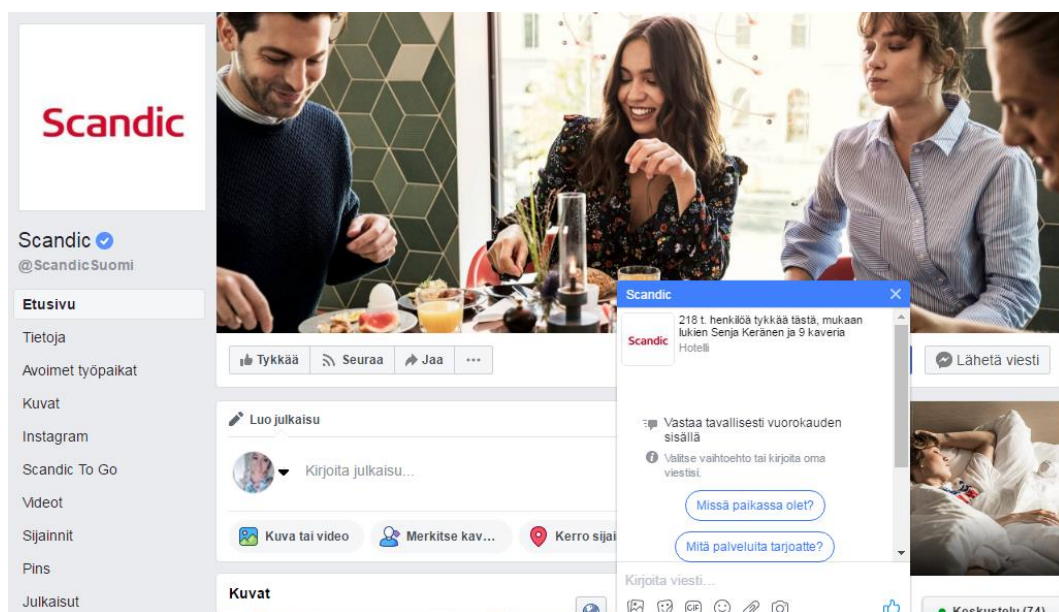 Scandic
Scandic
@ScandicSuomi
Etusivu
Tietoja
Avoimet työpaikat
Kuvat
Instagram
Scandic To Go
Videot
Sijainnit
Pins
Julkaisut
Tykkää
Seuraa
Jaa
Lähetä viesti
Luo julkaisu
Kirjoita julkaisu...
Kuva tai video
Merkitse kav...
Kerro sijai
Kuvat
Scandic
Scandic
218 t. henkilöä tykkää tästä, mukaan
lukien Senja Keränen ja 9 kaveria
Hotelli
Vastaa tavallisesti vuorokauden
sisällä
Valitse vaihtoehto tai kirjoita oma
viestisi.
Missä paikassa olet?
Mitä palveluita tarjoatte?
Kirjoita viesti...
GIF
Keskustelu (74)